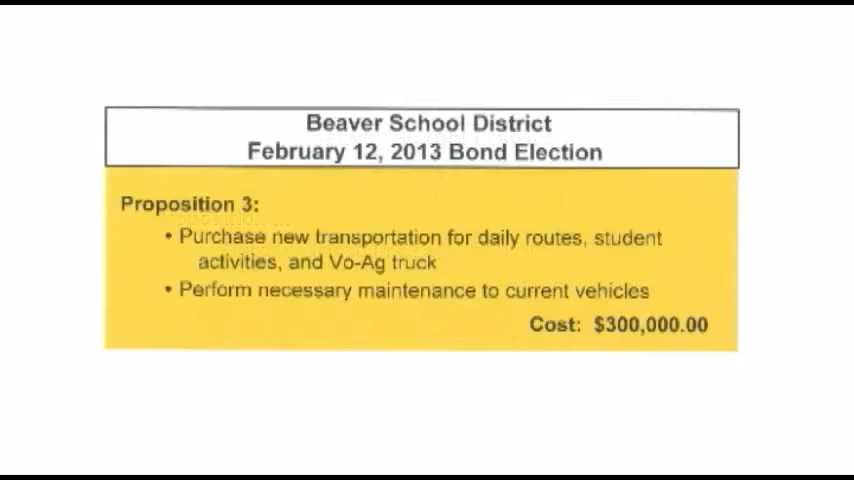 Beaver School District
February 12, 2013 Bond Election
Proposition 3:
• Purchase new transportation for daily routes, student
activities, and Vo-Ag truck
• Perform necessary maintenance to current vehicles
Cost: $300,000.00